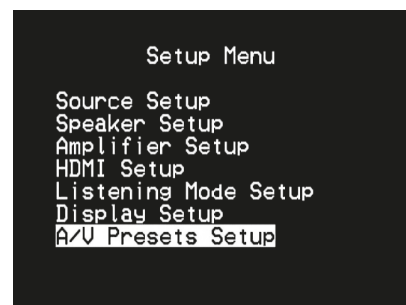 Setup Menu
Source Setup
Speaker Setup
Amplifier Setup
HDMI Setup
Listening Mode Setup
Display Setup
A/V Presets Setup